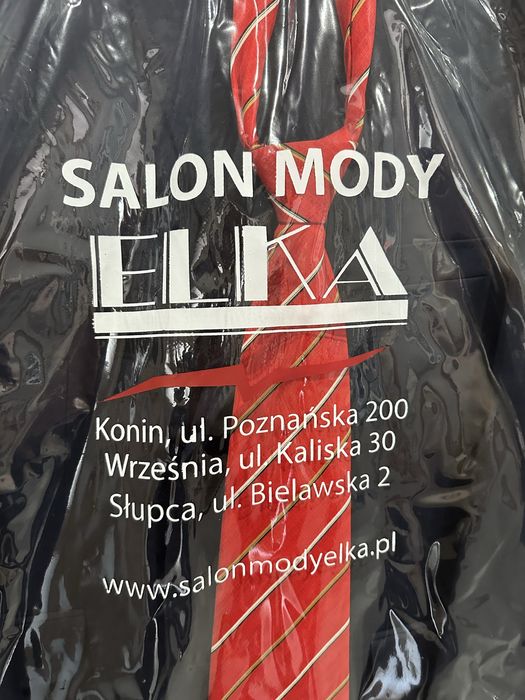 SALON MODY
ELKA
Konin, ul. Poznańska 200
Września, ul. Kaliska 30
Słupca, ul. Bielawska 2
www.salonmodyelka.pl